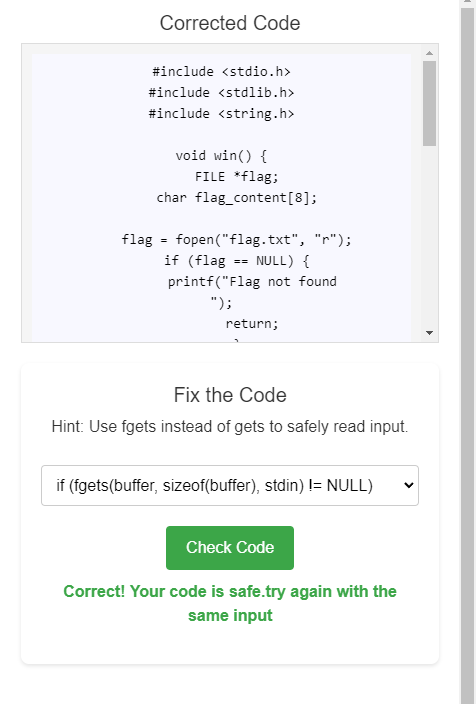 Corrected Code
#include <stdio.h>
#include <stdlib.h>
#include <string.h>
void win() {
FILE *flag;
char flag_content[8];
flag = fopen("flag.txt", "r");
if (flag == NULL) {
printf("Flag not found
");
return;
Fix the Code
Hint: Use fgets instead of gets to safely read input.
if (fgets(buffer, sizeof(buffer), stdin) != NULL)
Check Code
Correct! Your code is safe.try again with the
same input